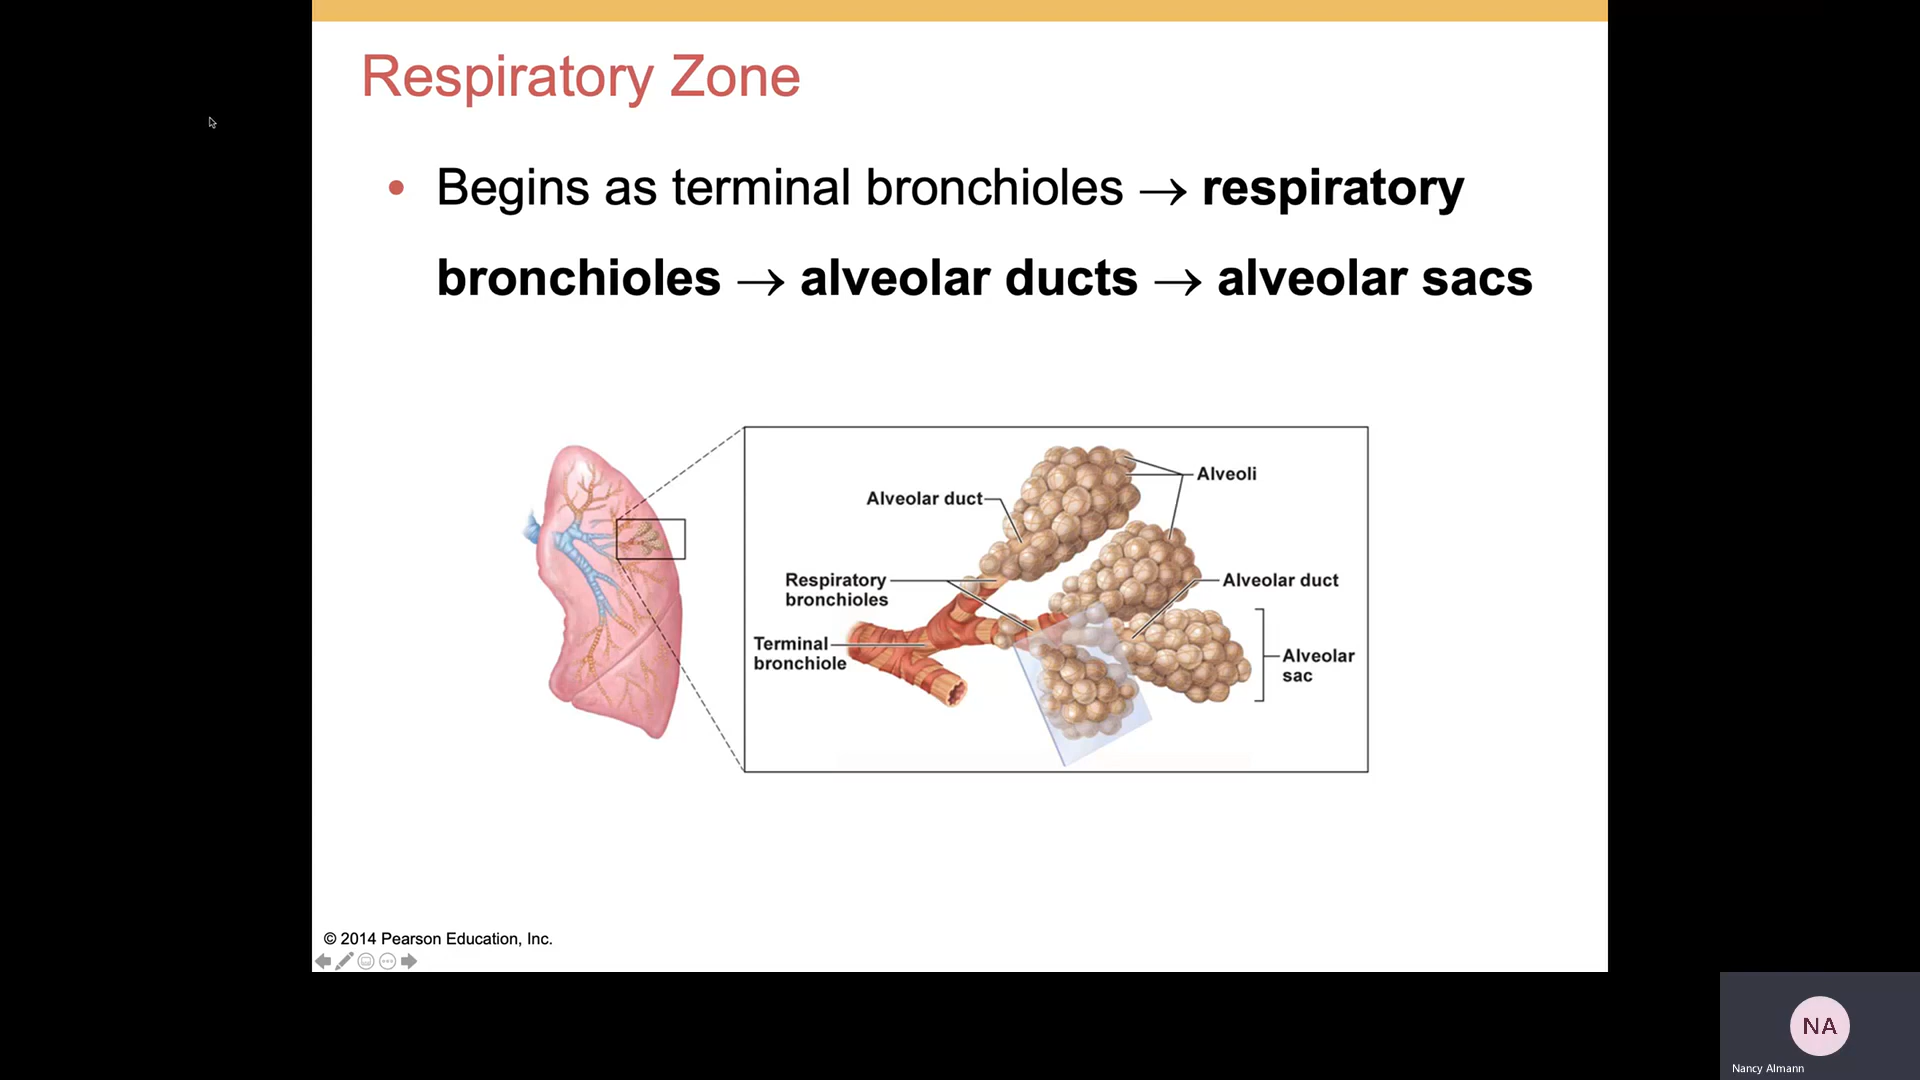 Respiratory Zone
• Begins as terminal bronchioles → respiratory
bronchioles → alveolar ducts → alveolar sacs
Alveoli
Alveolar duct
Respiratory
bronchioles
Alveolar duct
Terminal
bronchiole
Alveolar
sac
© 2014 Pearson Education, Inc.
NA
Nancy Almann